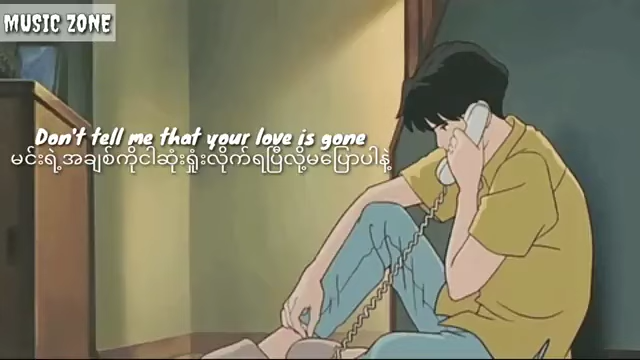 MUSIC ZONE
Don't tell me that your love is gone
မင်းရဲ့အချစ်ကိုငါဆုံးရှုံးလိုက်ရပြီလို့မပြောပါနဲ့